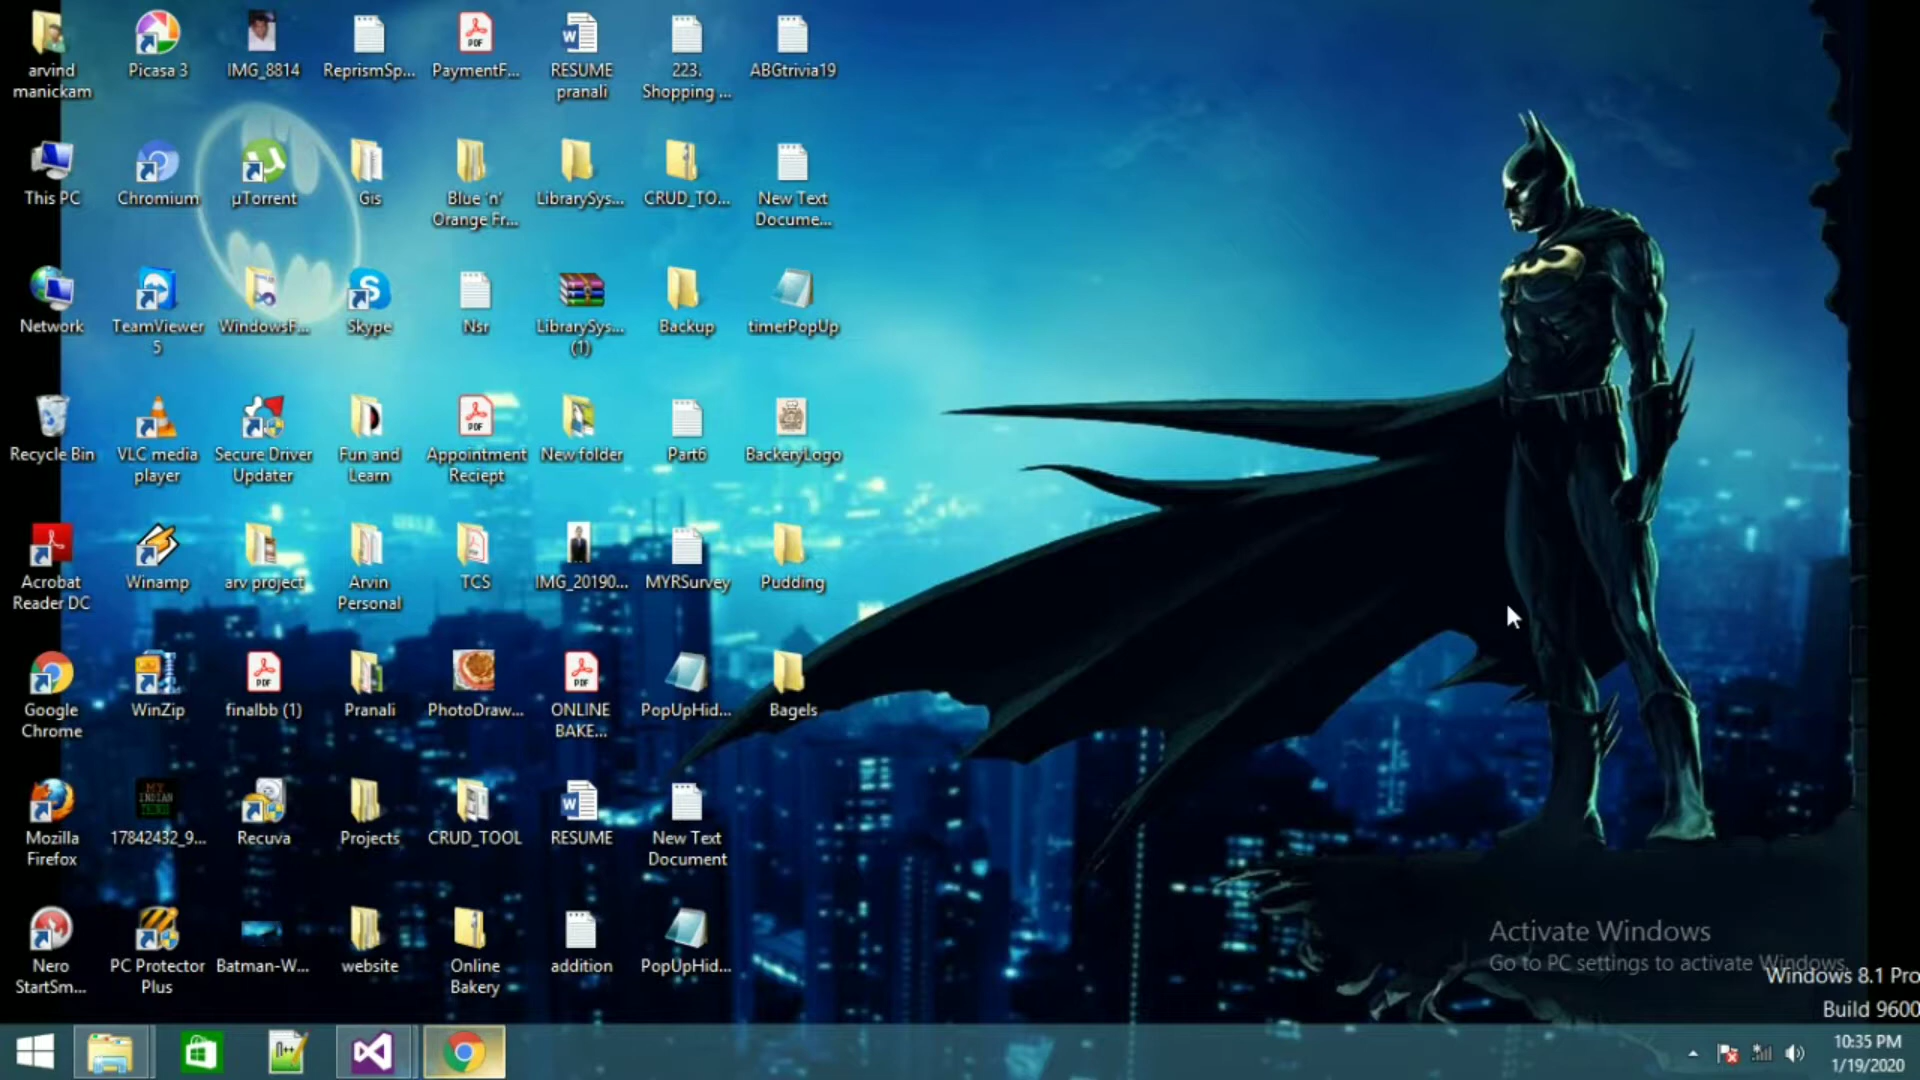 arvind
manickam
Picasa 3
IMG_8814
ReprismSp...
PaymentF...
RESUME
pranali
223.
Shopping ...
ABGtrivia19
This PC
Chromium
µTorrent
Gis
Blue 'n'
Orange Fr...
LibrarySys...
CRUD_TO...
New Text
Docume...
Network
TeamViewer
5
WindowsF...
Skype
Nsr
LibrarySys...
(1)
Backup
timerPopUp
Recycle Bin
VLC media
player
Secure Driver
Updater
Fun and
Learn
Appointment
Reciept
New folder
Part6
BackeryLogo
Acrobat
Reader DC
Winamp
arv project
Arvin
Personal
TCS
IMG_20190...
MYRSurvey
Pudding
Google
Chrome
WinZip
finalbb (1)
Pranali
PhotoDraw...
ONLINE
BAKE...
PopUpHid...
Bagels
Mozilla
Firefox
MY
INDIAN
THINGS
17842432_9...
Recuva
Projects
CRUD_TOOL
RESUME
New Text
Document
Nero
StartSm...
PC Protector
Plus
Batman-W...
website
Online
Bakery
addition
PopUpHid...
Activate Windows
Go to PC settings to activate Windows.
Windows 8.1 Pro
Build 9600
10:35 PM
1/19/2020